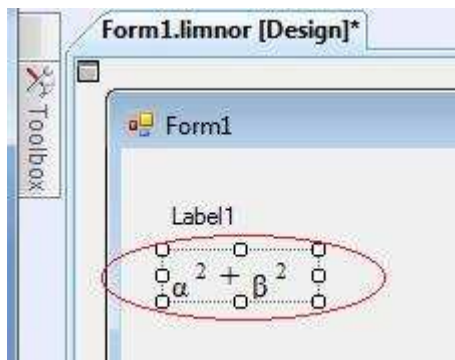 Form1.limnor [Design]*
Toolbox
Form1
Label1
α² + β²